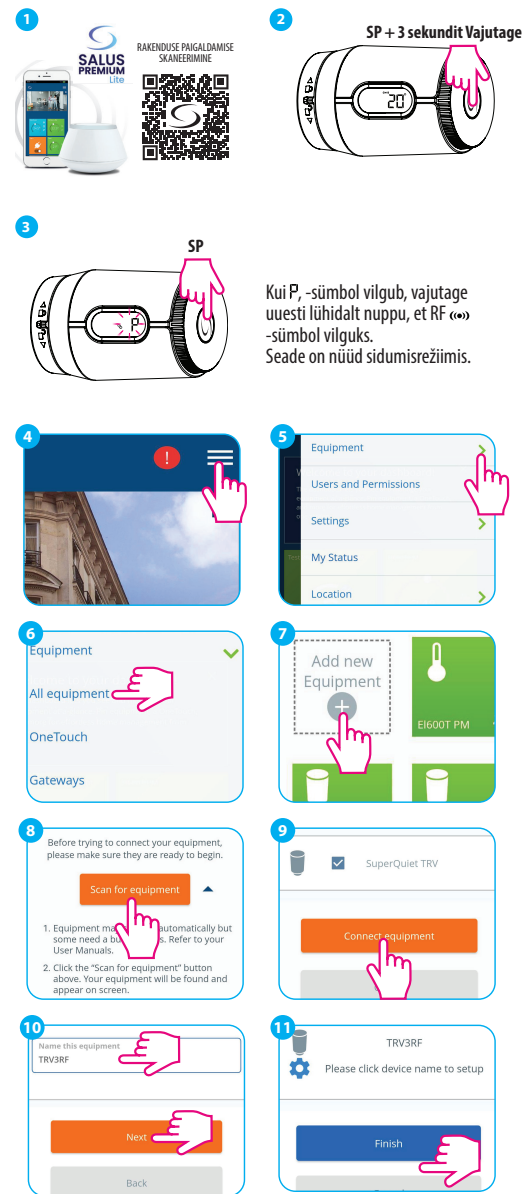 1
SALUS
PREMIUM
Lite
RAKENDUSE PAIGALDAMISE
SKANEERIMINE
2
SP + 3 sekundit Vajutage
20°
3
SP
P
Kui P, -sümbol vilgub, vajutage
uuesti lühidalt nuppu, et RF
-sümbol vilguks.
Seade on nüüd sidumisrežiimis.
4
!
5
Equipment
Users and Permissions
Settings
My Status
Location
6
Equipment
All equipment
OneTouch
Gateways
7
Add new
Equipment
+
EI600T PM
8
Before trying to connect your equipment,
please make sure they are ready to begin.
Scan for equipment
1. Equipment automatically but
some need a Refer to your
User Manuals.
2. Click the "Scan for equipment" button
above. Your equipment will be found and
appear on screen.
9
SuperQuiet TRV
Connect equipment
10
Name this equipment
TRV3RF
Next
Back
11
TRV3RF
Please click device name to setup
Finish